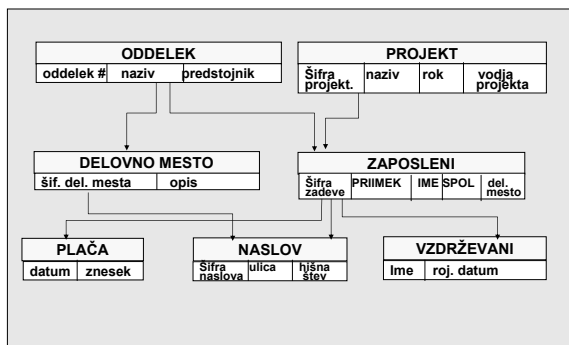 ODDELEK
oddelek # naziv predstojnik
PROJEKT
Šifra projekt. naziv rok vodja projekta
DELOVNO MESTO
šif. del. mesta opis
ZAPOSLENI
Šifra zadeve PRIIMEK IME SPOL del. mesto
PLAČA
datum znesek
NASLOV
Šifra naslova ulica hišna štev
VZDRŽEVANI
Ime roj. datum